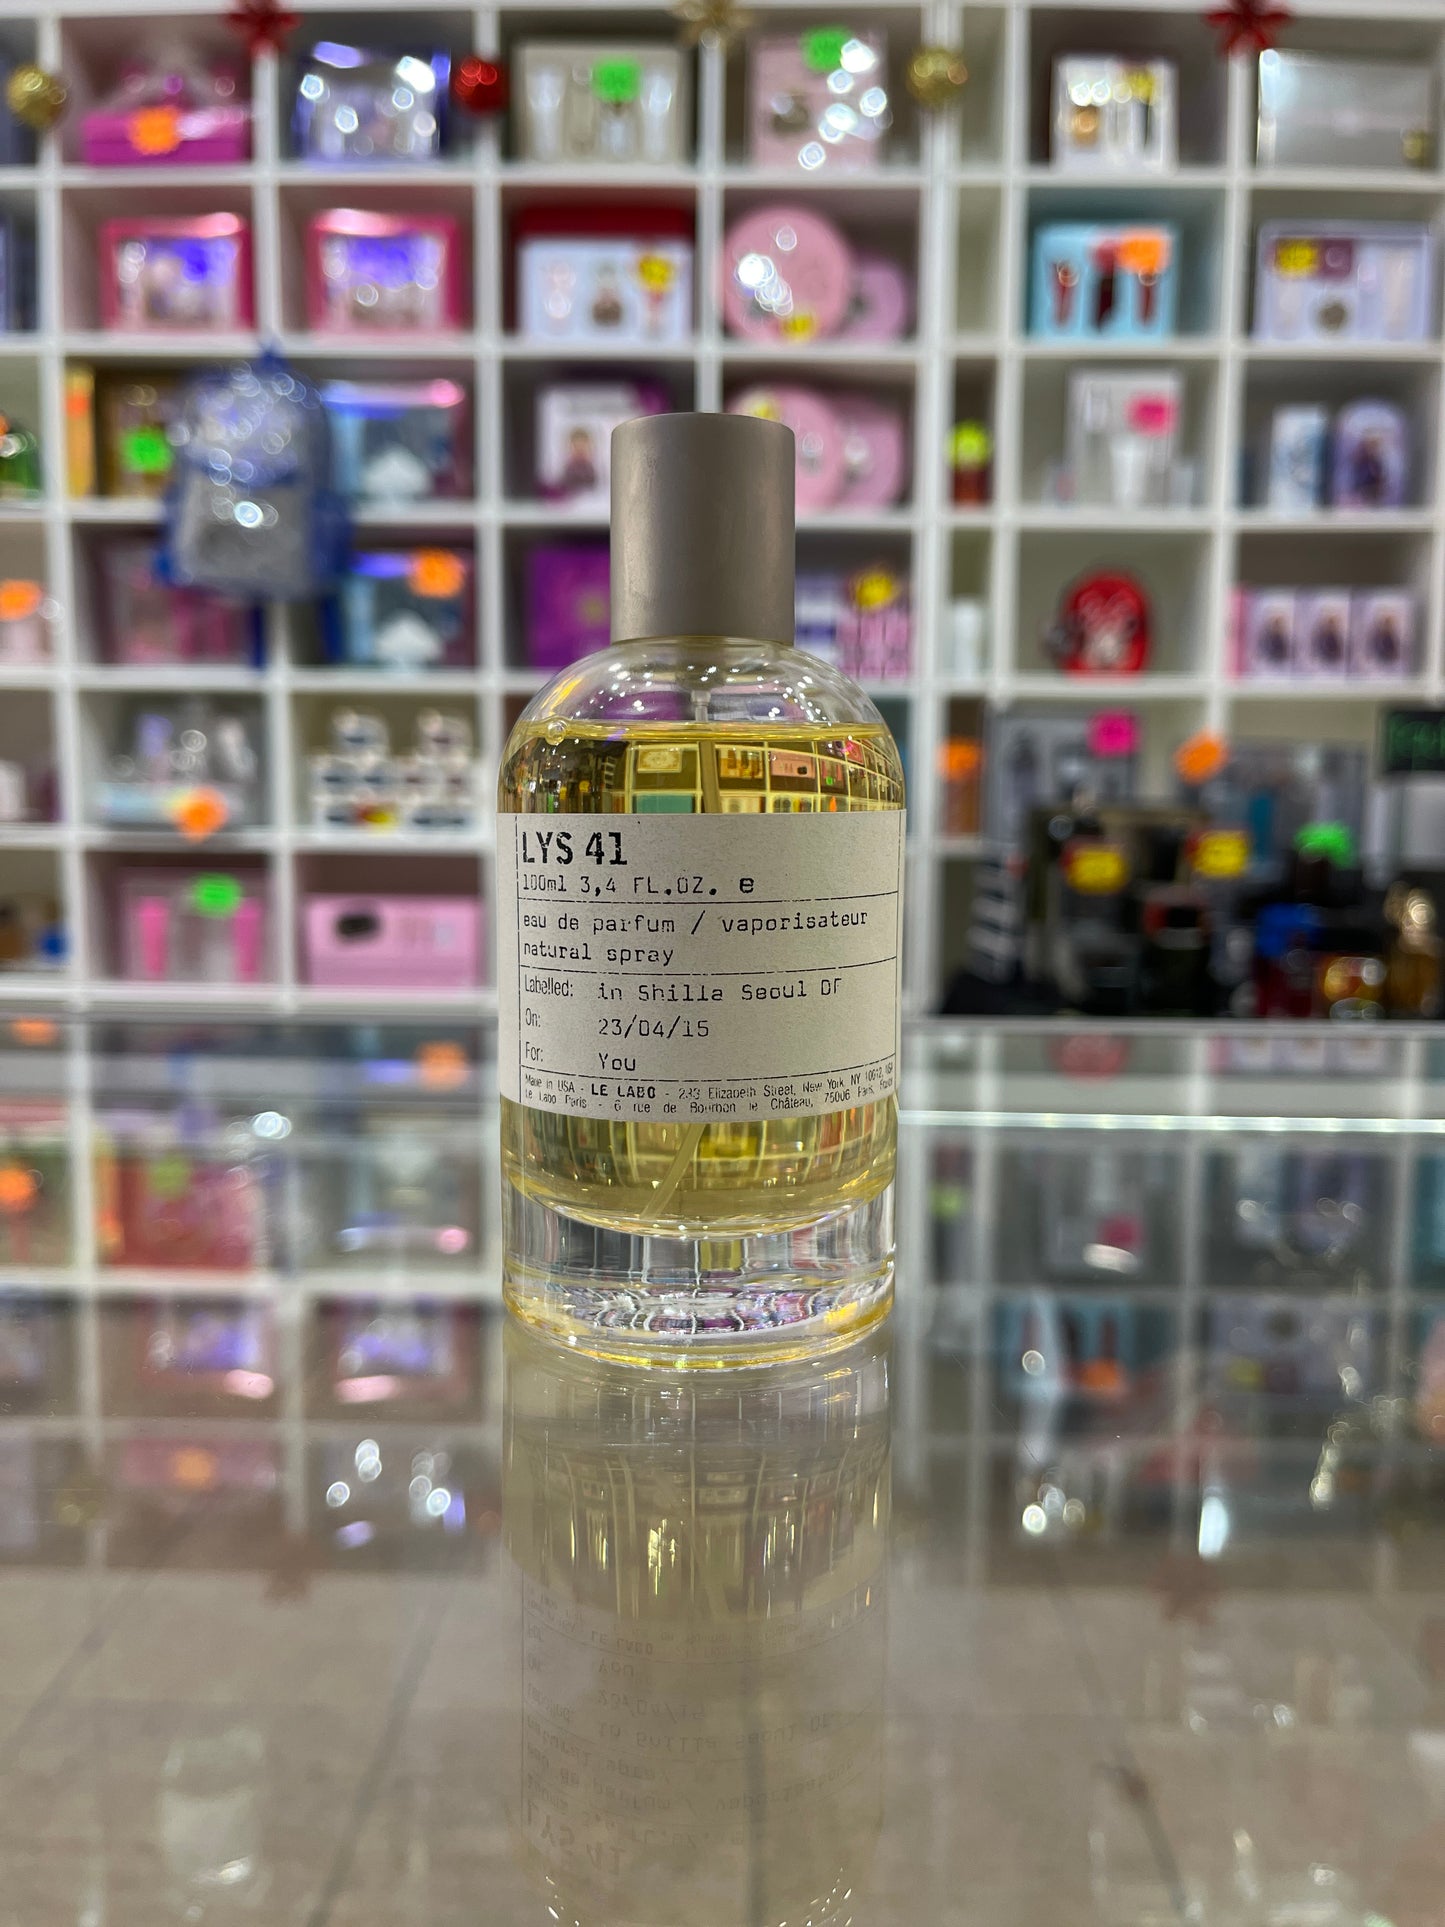 LYS 41
100ml 3,4 FL.OZ. e
eau de parfum / vaporisateur
natural spray
Labelled: in Shilla Seoul DF
On: 23/04/15
For: You
Made in USA - LE LABO - 233 Elizabeth Street, New York, NY 10012, USA
Le Labo Paris - 6 rue de Bourbon le Château, 75006 Paris, France